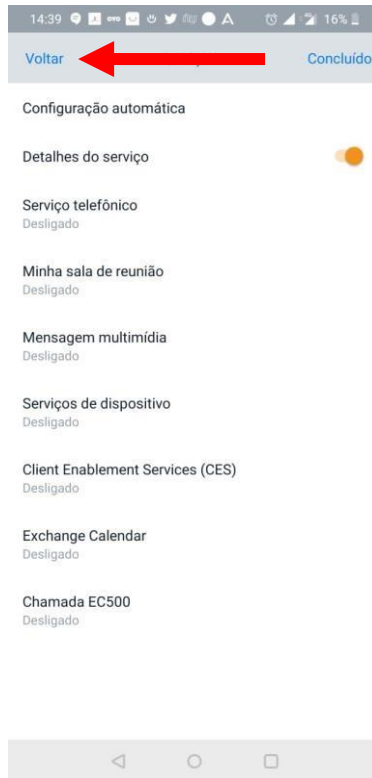 14:39 16%
Voltar Concluído
Configuração automática
Detalhes do serviço
Serviço telefônico
Desligado
Minha sala de reunião
Desligado
Mensagem multimídia
Desligado
Serviços de dispositivo
Desligado
Client Enablement Services (CES)
Desligado
Exchange Calendar
Desligado
Chamada EC500
Desligado